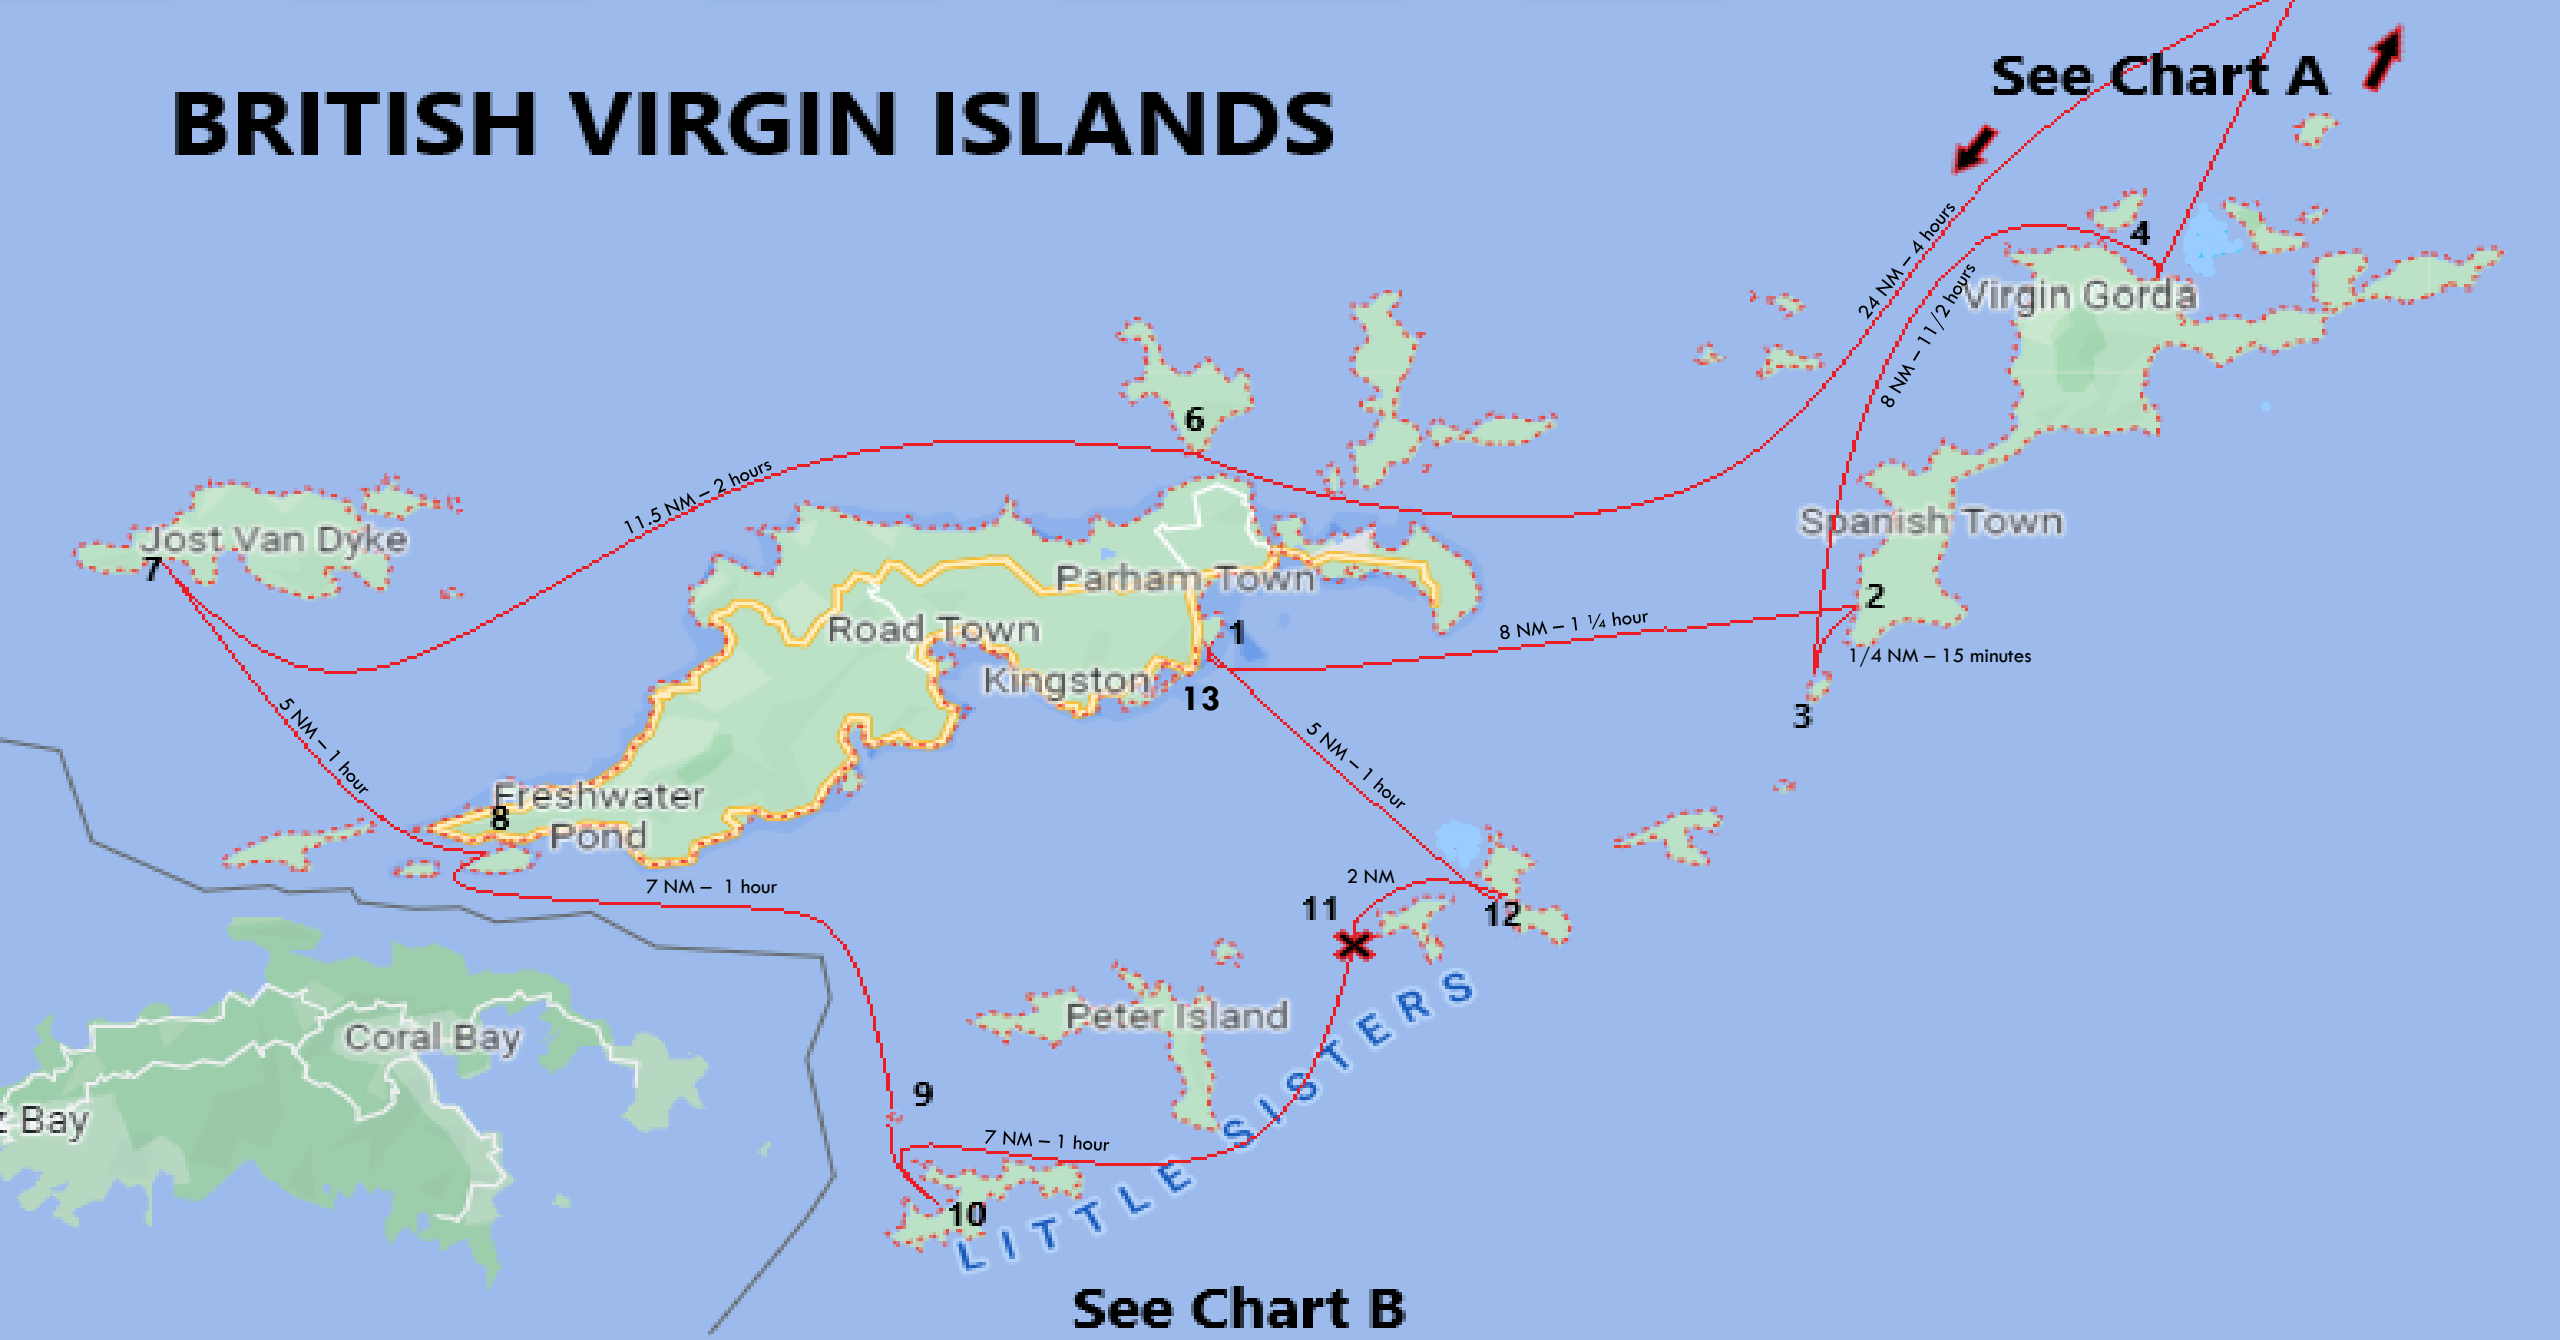 See Chart A
BRITISH VIRGIN ISLANDS
4
24 NM – 4 hours
8 NM – 1 1/2 hours
Virgin Gorda
6
11.5 NM – 2 hours
Jost Van Dyke
7
Spanish Town
Parham Town
2
Road Town
1
8 NM – 1 ¼ hour
1/4 NM – 15 minutes
Kingston
13
3
5 NM – 1 hour
5 NM – 1 hour
Freshwater
8
Pond
7 NM – 1 hour
2 NM
11
12
Peter Island
LITTLE SISTERS
Coral Bay
9
z Bay
7 NM – 1 hour
10
See Chart B